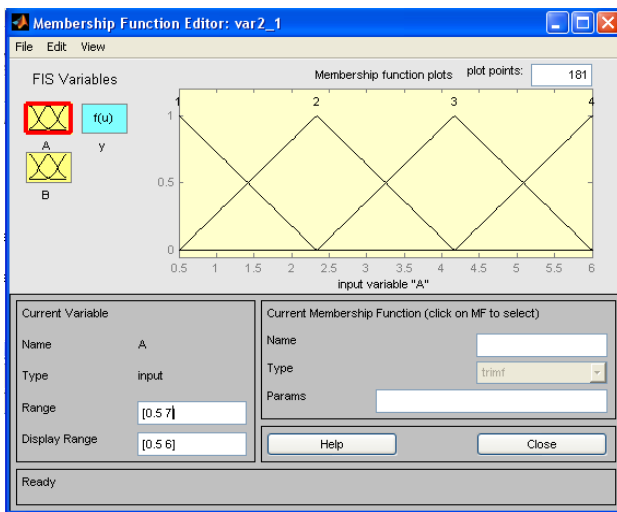 Membership Function Editor: var2_1
File Edit View
FIS Variables
Membership function plots plot points: 181
f(u)
A y
B
1 2 3 4
1
0.5
0
0.5 1 1.5 2 2.5 3 3.5 4 4.5 5 5.5 6
input variable "A"
Current Variable
Name A
Type input
Range [0.5 7]
Display Range [0.5 6]
Current Membership Function (click on MF to select)
Name
Type trimf
Params
Help Close
Ready